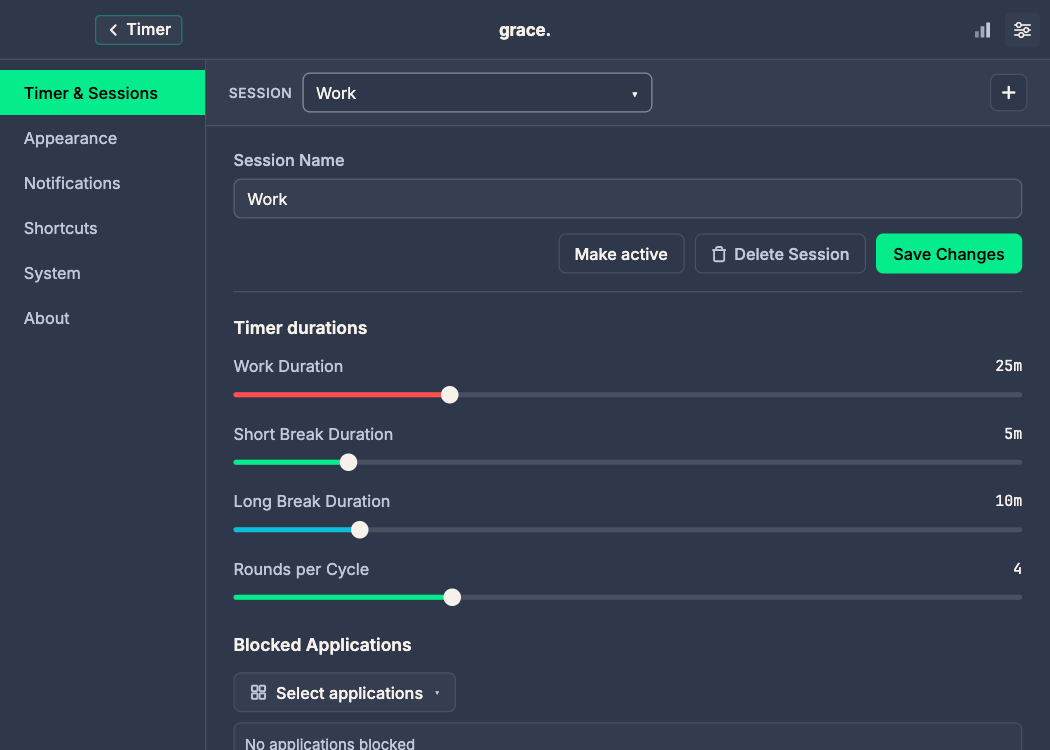 Timer
grace.
Timer & Sessions
Appearance
Notifications
Shortcuts
System
About
SESSION
Work
Session Name
Work
Make active
Delete Session
Save Changes
Timer durations
Work Duration
25m
Short Break Duration
5m
Long Break Duration
10m
Rounds per Cycle
4
Blocked Applications
Select applications
No applications blocked